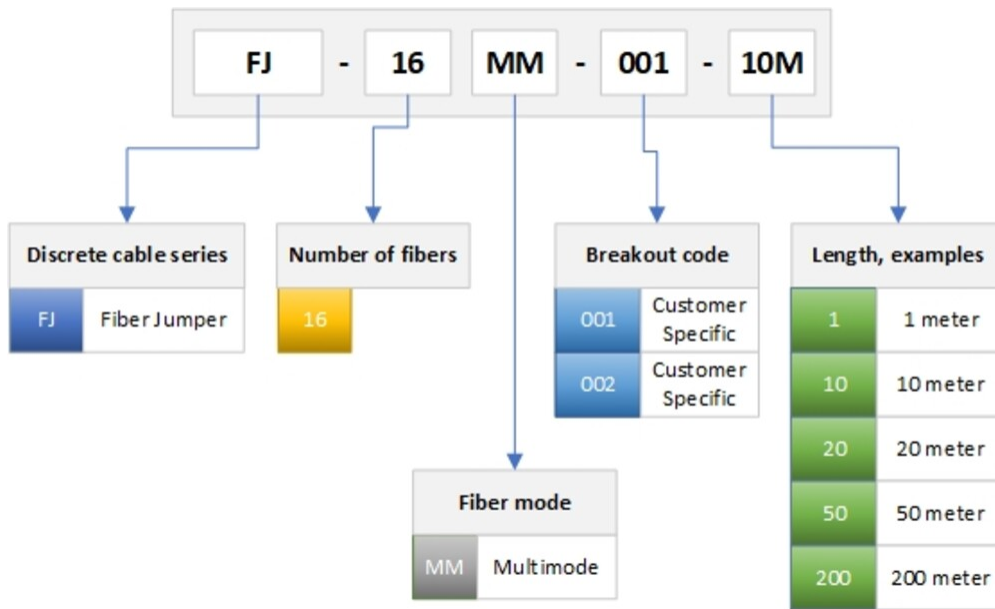 FJ - 16 MM - 001 - 10M
Discrete cable series
FJ Fiber Jumper
Number of fibers
16
Fiber mode
MM Multimode
Breakout code
001 Customer
Specific
002 Customer
Specific
Length, examples
1 1 meter
10 10 meter
20 20 meter
50 50 meter
200 200 meter